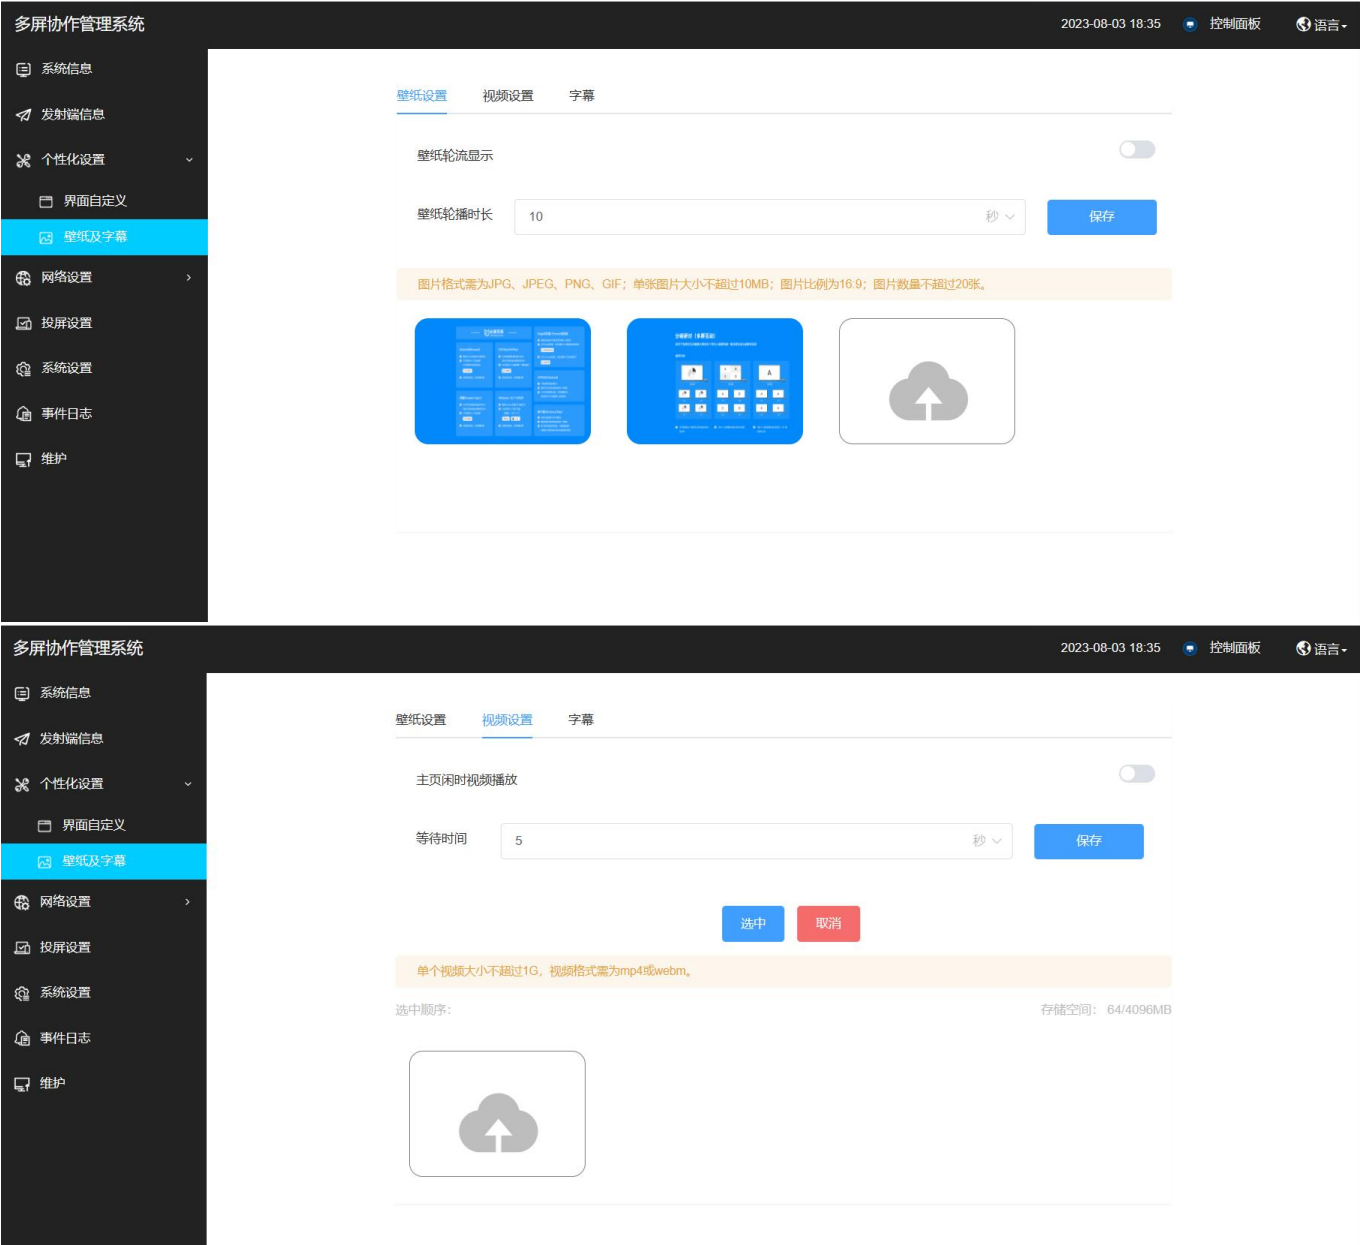 多屏协作管理系统
2023-08-03 18:35 控制面板 语言
系统信息
发射端信息
个性化设置
界面自定义
壁纸及字幕
网络设置
投屏设置
系统设置
事件日志
维护
壁纸设置 视频设置 字幕
壁纸轮流显示
壁纸轮播时长 10 秒 保存
图片格式需为JPG、JPEG、PNG、GIF；单张图片大小不超过10MB；图片比例为16:9；图片数量不超过20张。
多屏协作管理系统
2023-08-03 18:35 控制面板 语言
系统信息
发射端信息
个性化设置
界面自定义
壁纸及字幕
网络设置
投屏设置
系统设置
事件日志
维护
壁纸设置 视频设置 字幕
主页闲时视频播放
等待时间 5 秒 保存
选中 取消
单个视频大小不超过1G，视频格式需为mp4或webm。
选中顺序： 存储空间： 64/4096MB